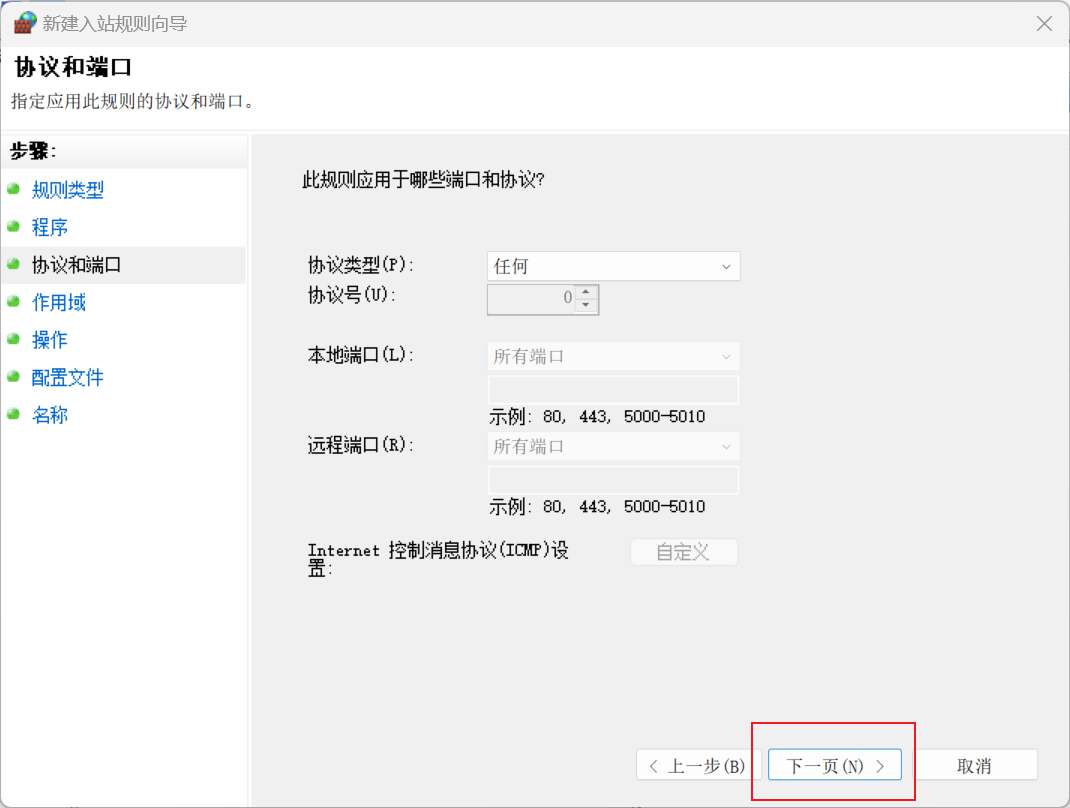 新建入站规则向导
协议和端口
指定应用此规则的协议和端口。
步骤:
规则类型
程序
协议和端口
作用域
操作
配置文件
名称
此规则应用于哪些端口和协议?
协议类型(P): 任何
协议号(U): 0
本地端口(L): 所有端口
示例: 80, 443, 5000-5010
远程端口(R): 所有端口
示例: 80, 443, 5000-5010
Internet 控制消息协议(ICMP)设
置: 自定义
< 上一步(B) 下一页(N) > 取消